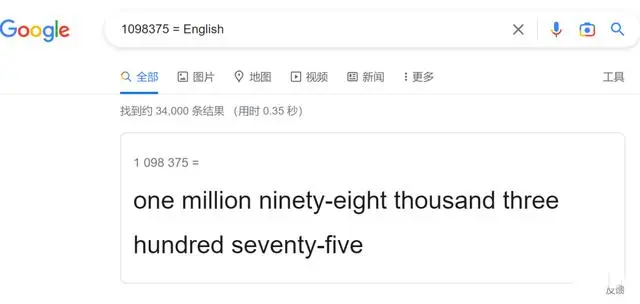 Google
1098375 = English
全部 图片 地图 视频 新闻 更多 工具
找到约 34,000 条结果 （用时 0.35 秒）
1 098 375 =
one million ninety-eight thousand three
hundred seventy-five
反馈